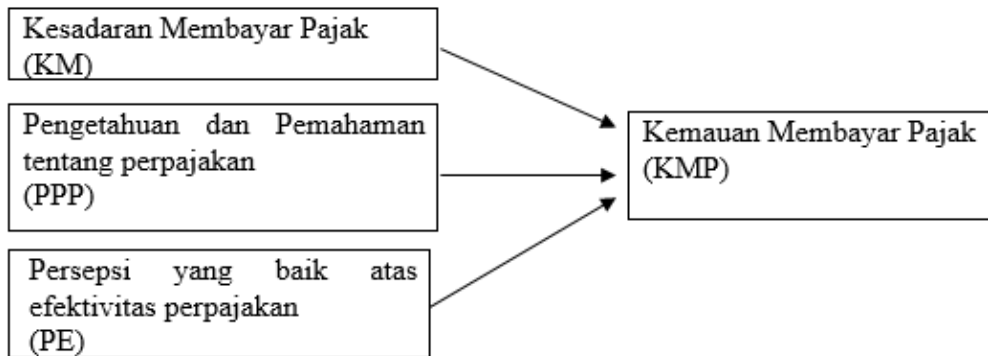 Kesadaran Membayar Pajak
(KM)
Pengetahuan dan Pemahaman
tentang perpajakan
(PPP)
Persepsi yang baik atas
efektivitas perpajakan
(PE)
Kemauan Membayar Pajak
(KMP)